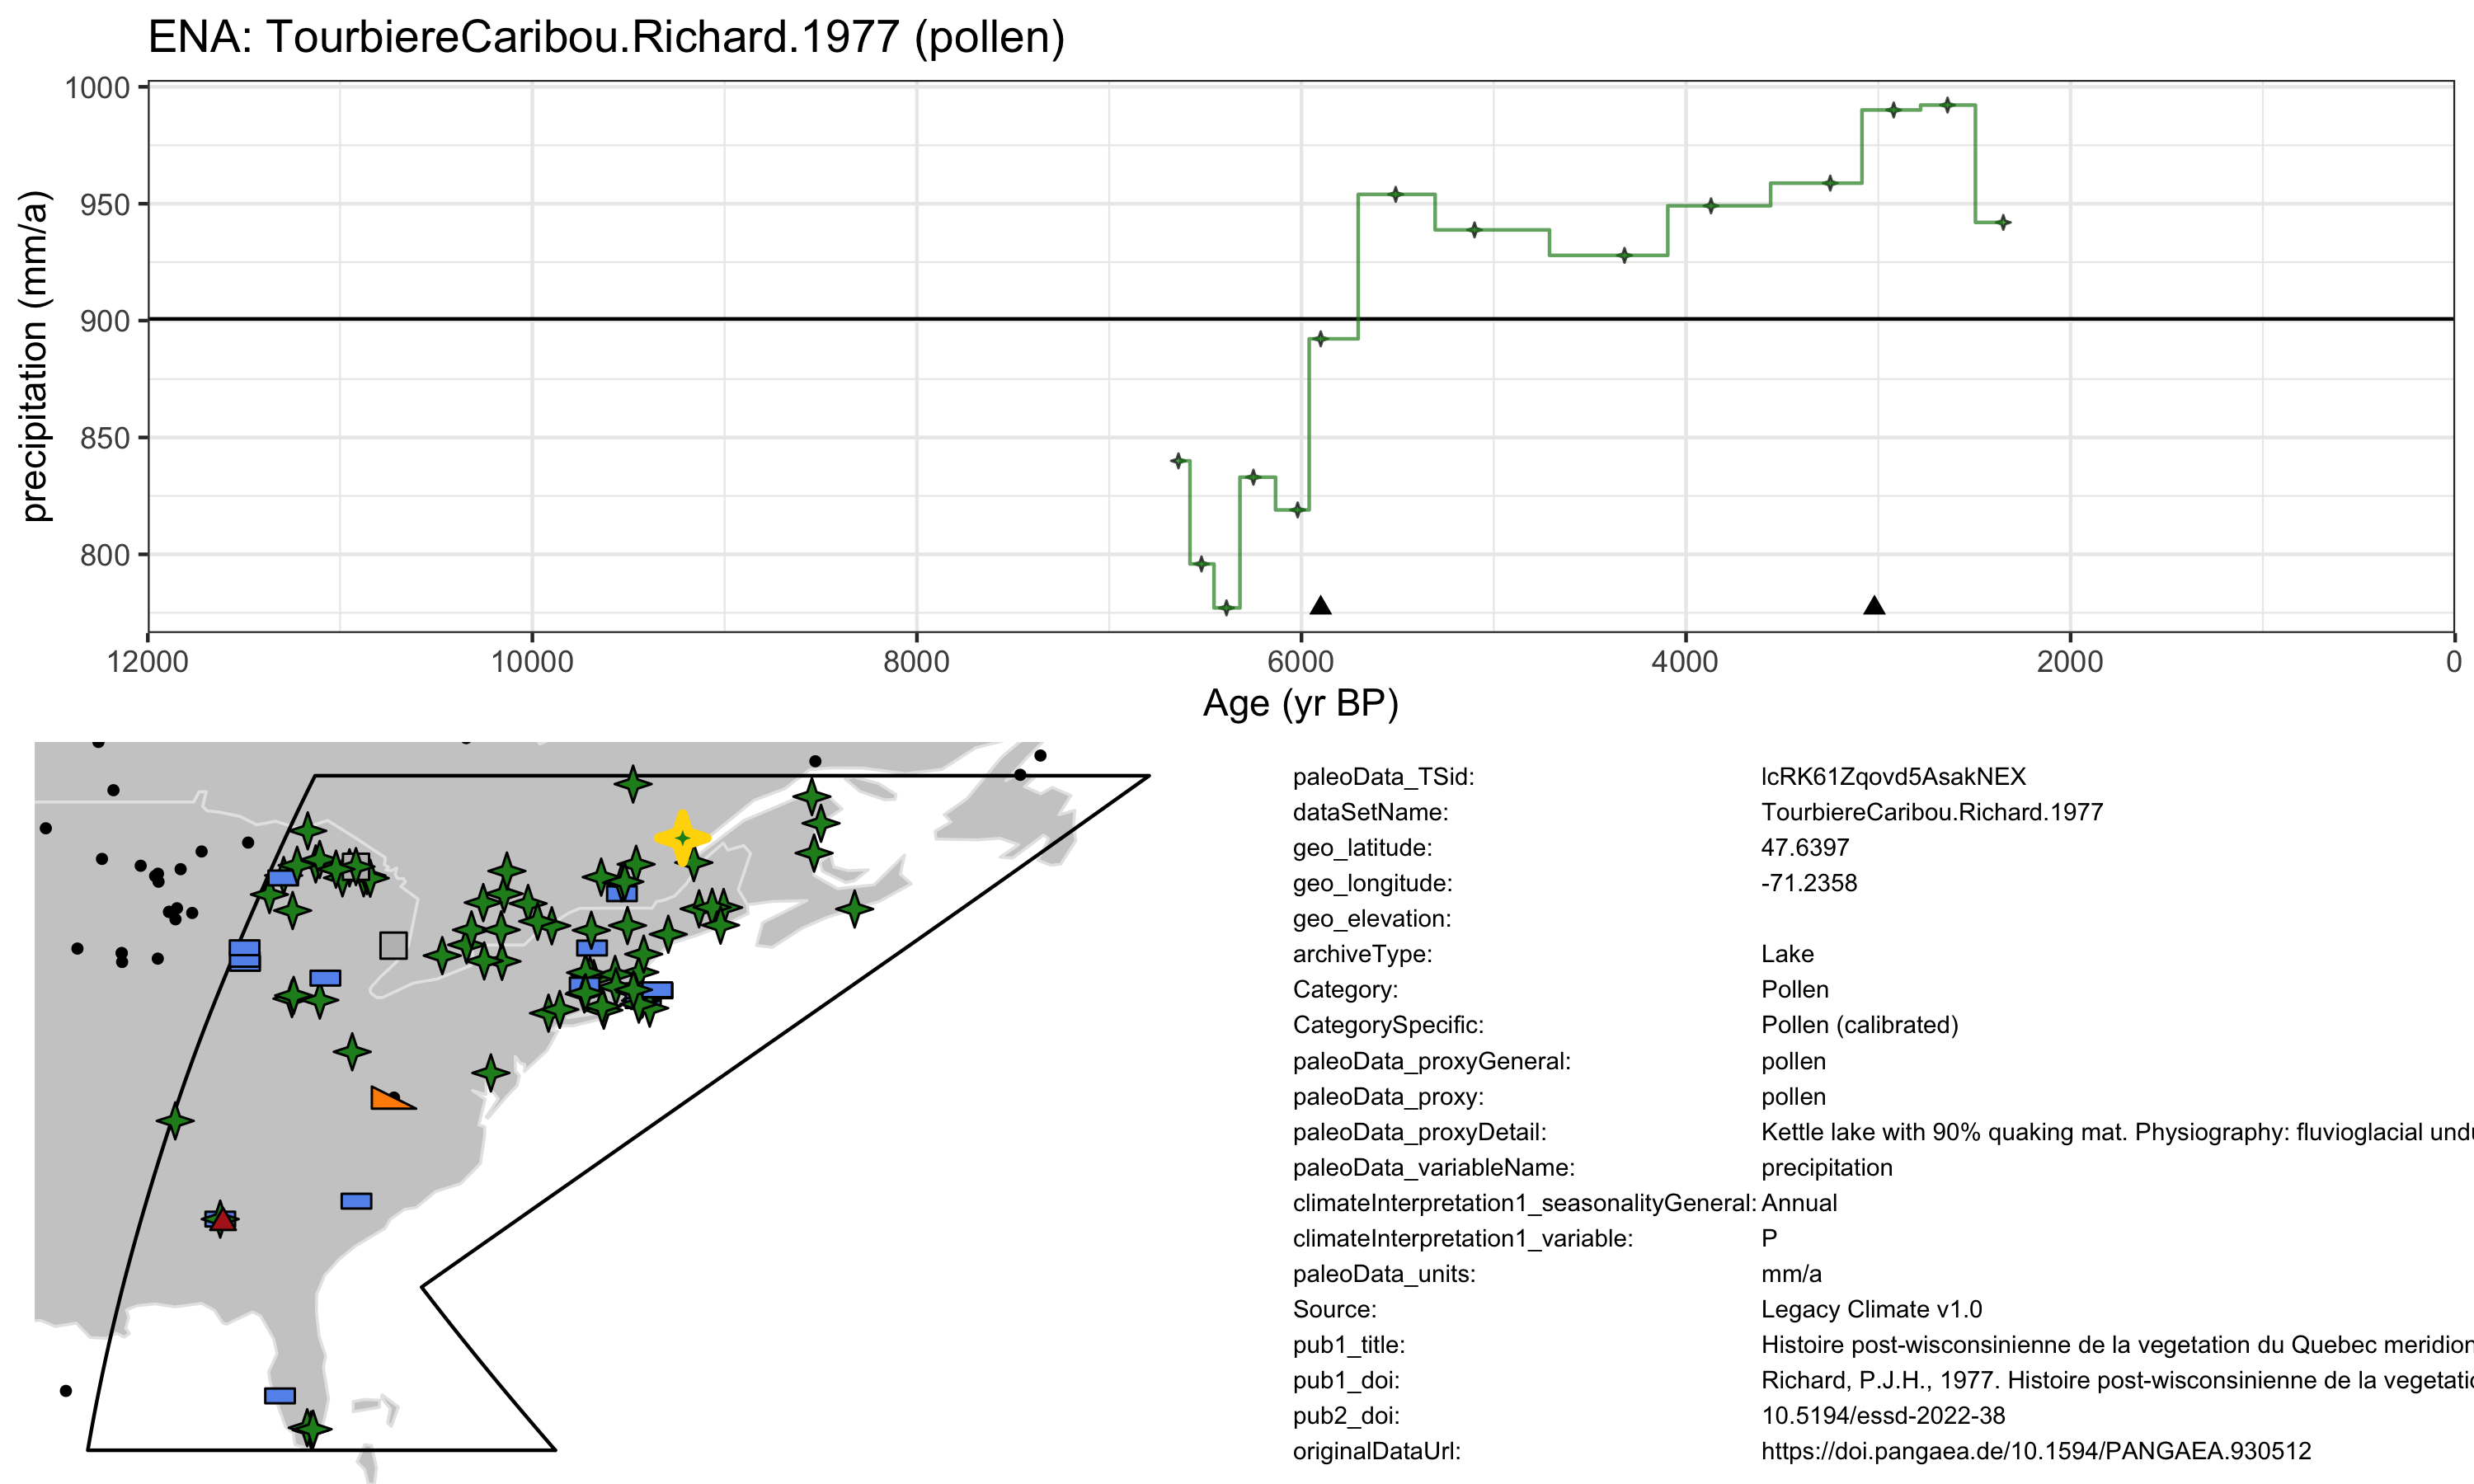 ENA: TourbiereCaribou.Richard.1977 (pollen)
precipitation (mm/a)
1000
950
900
850
800
12000 10000 8000 6000 4000 2000 0
Age (yr BP)
paleoData_TSid: lcRK61Zqovd5AsakNEX
dataSetName: TourbiereCaribou.Richard.1977
geo_latitude: 47.6397
geo_longitude: -71.2358
geo_elevation:
archiveType: Lake
Category: Pollen
CategorySpecific: Pollen (calibrated)
paleoData_proxyGeneral: pollen
paleoData_proxy: pollen
paleoData_proxyDetail: Kettle lake with 90% quaking mat. Physiography: fluvioglacial undu
paleoData_variableName: precipitation
climateInterpretation1_seasonalityGeneral: Annual
climateInterpretation1_variable: P
paleoData_units: mm/a
Source: Legacy Climate v1.0
pub1_title: Histoire post-wisconsinienne de la vegetation du Quebec meridion
pub1_doi: Richard, P.J.H., 1977. Histoire post-wisconsinienne de la vegetatio
pub2_doi: 10.5194/essd-2022-38
originalDataUrl: https://doi.pangaea.de/10.1594/PANGAEA.930512